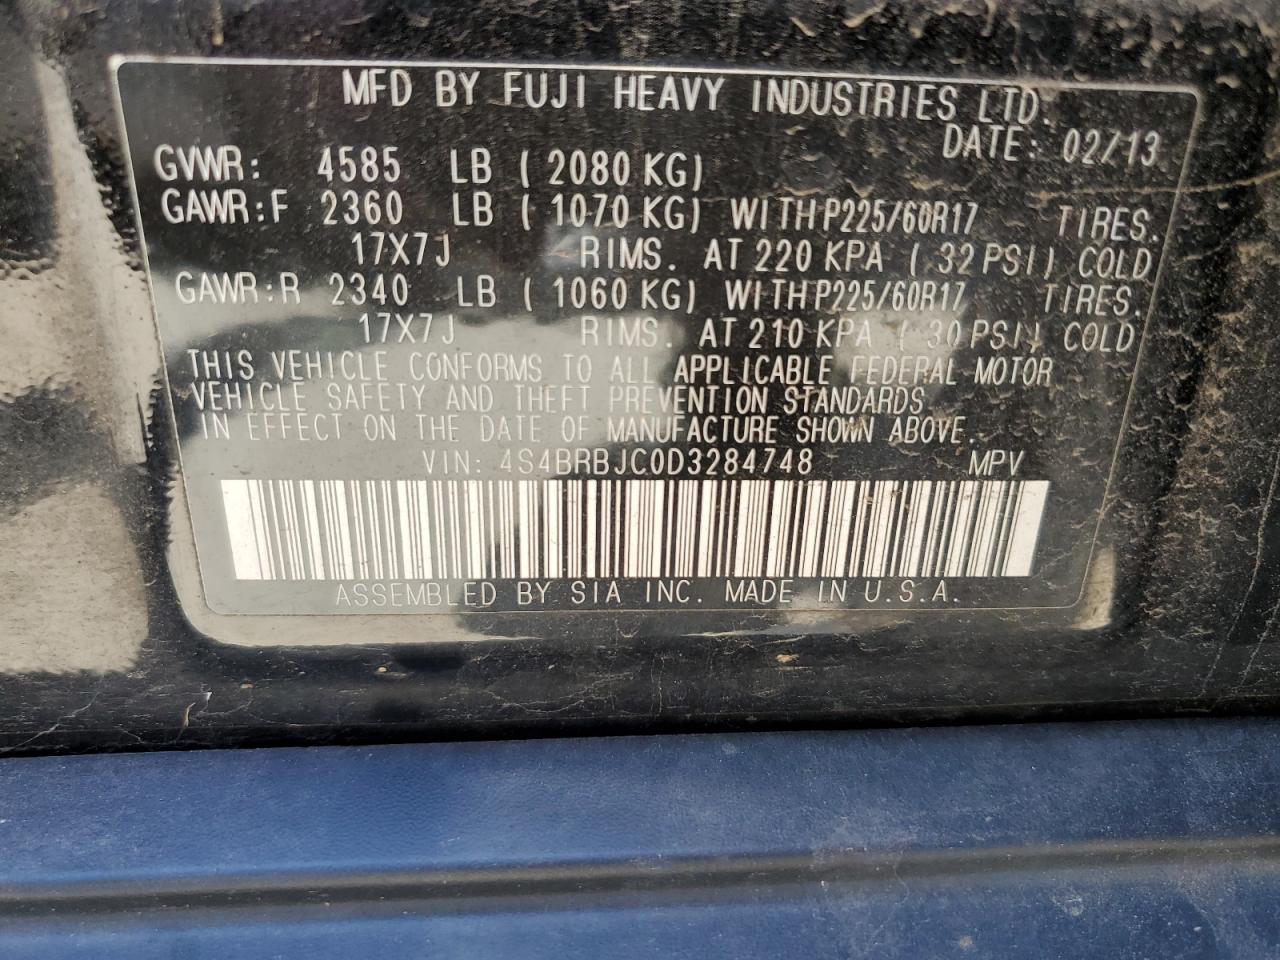 MFD BY FUJI HEAVY INDUSTRIES LTD.
DATE: 02/13
GVWR: 4585 LB ( 2080 KG)
GAWR:F 2360 LB ( 1070 KG) WITH P225/60R17 TIRES.
17X7J RIMS. AT 220 KPA ( 32 PSI) COLD
GAWR:R 2340 LB ( 1060 KG) WITH P225/60R17 TIRES.
17X7J RIMS. AT 210 KPA ( 30 PSI) COLD
THIS VEHICLE CONFORMS TO ALL APPLICABLE FEDERAL MOTOR
VEHICLE SAFETY AND THEFT PREVENTION STANDARDS
IN EFFECT ON THE DATE OF MANUFACTURE SHOWN ABOVE.
VIN: 4S4BRBJC0D3284748 MPV
ASSEMBLED BY SIA INC. MADE IN U.S.A.